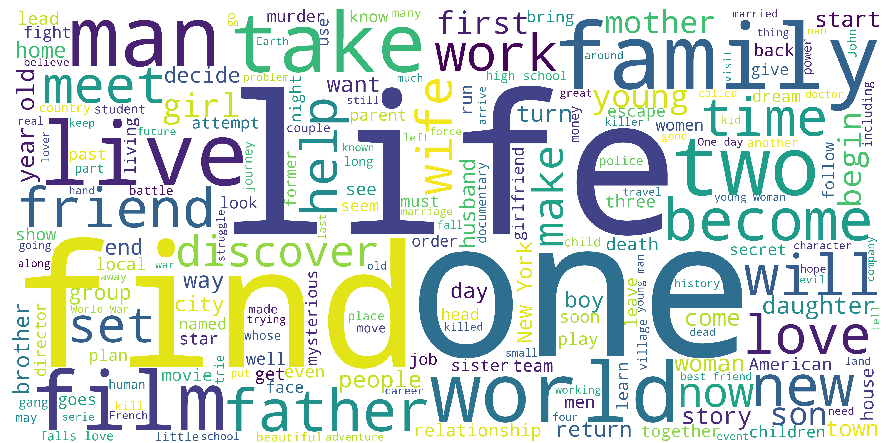 life
find
one
man
take
family
live
two
world
film
father
become
work
first
mother
start
lead
fight
home
believe
go
murder
use
know
many
bring
Earth
problem
much
married
thing
around
back
give
visit
power
John
man
meet
decide
girl
help
wife
young
time
night
want
still
parent
run
arrive
high school
great
called
dream
doctor
kid
including
year old
country
student
real
keep
lover
past
part
future
living
attempt
journey
couple
left
known
long
former
see
seem
force
must
turn
escape
women
killer
money
soon
One day
another
police
travel
young woman
begin
follow
friend
hand
battle
look
struggle
last
marriage
fall
husband
documentary
girlfriend
make
three
child
death
secret
character
hope
evil
company
tell
show
going
along
end
war
away
discover
way
old
order
will
history
dead
village
young man
leave
group
local
World War
city
named
star
made
trying
whose
mysterious
place
move
day
head
killed
New York
boy
soon
play
small
come
daughter
love
brother
director
plan
set
trie
put
well
get
even
face
job
people
career
sister
team
men
four
working
learn
woman
best friend
now
new
American
land
house
need
son
story
gang
may
goes
serie
human
kill
French
movie
falls love
little
school
beautiful
adventure
relationship
return
together
event
children
town